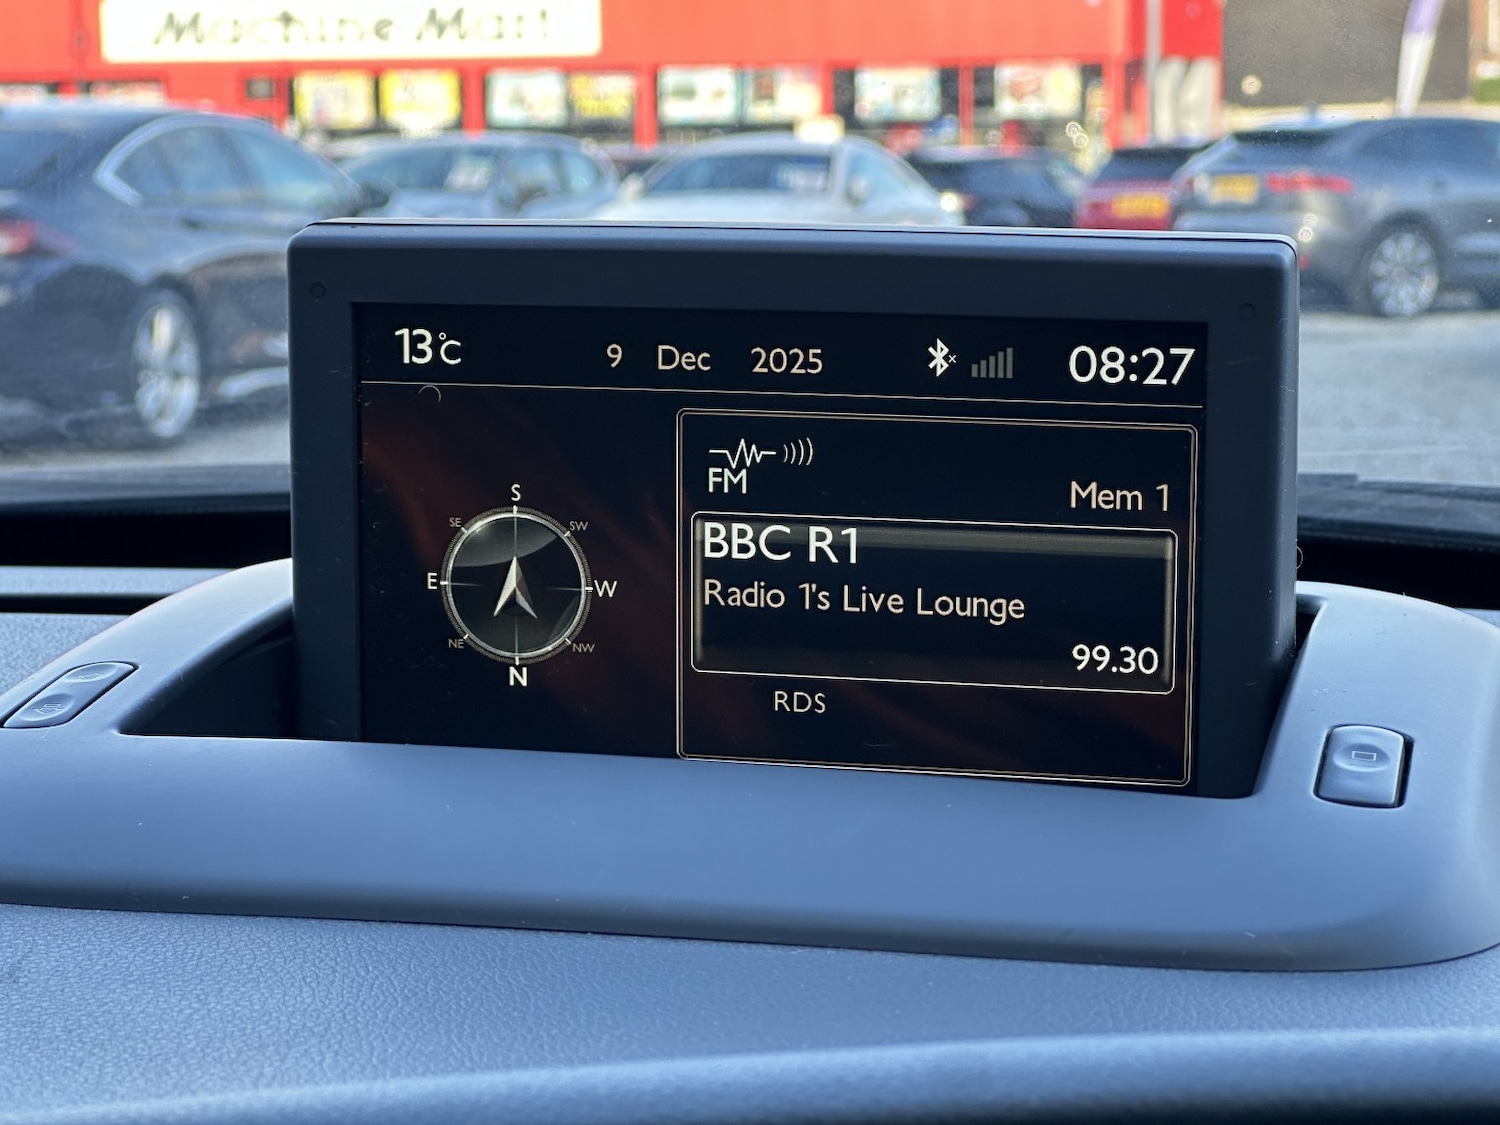 Machine Mart
13°C 9 Dec 2025 08:27
FM
Mem 1
BBC R1
Radio 1's Live Lounge
99.30
RDS
S
SE SW
E W
NE NW
N